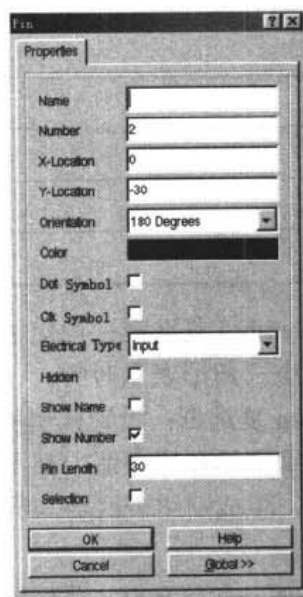 Pin
Properties
Name
Number 2
X-Location 0
Y-Location -30
Orientation 180 Degrees
Color
Dot Symbol
Clk Symbol
Electrical Type Input
Hidden
Show Name
Show Number
Pin Length 30
Selection
OK Help
Cancel Global >>